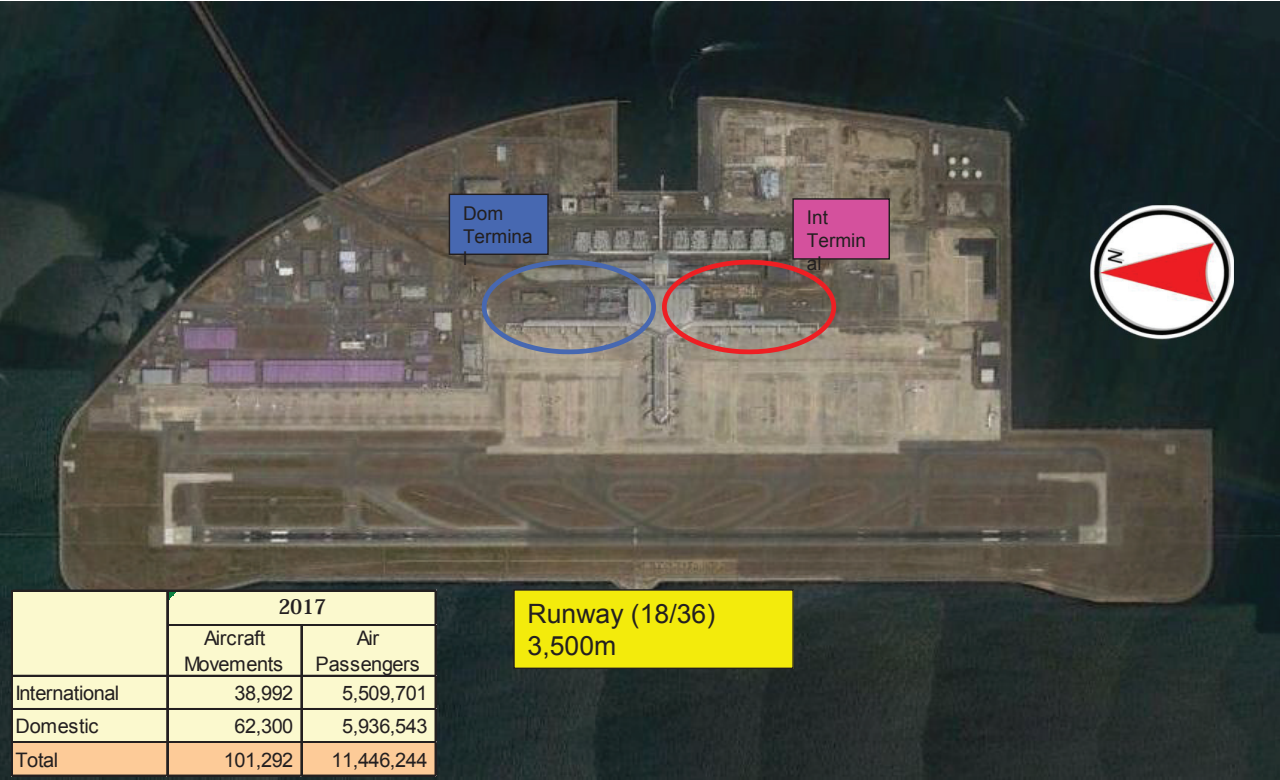 Dom
Termina
l
Int
Termin
al
N
2017
Aircraft
Movements
Air
Passengers
International 38,992 5,509,701
Domestic 62,300 5,936,543
Total 101,292 11,446,244
Runway (18/36)
3,500m